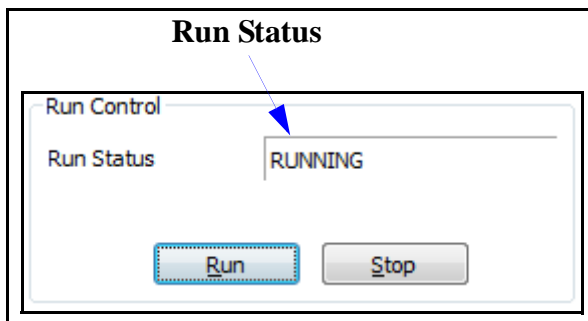 Run Status
Run Control
Run Status RUNNING
Run Stop